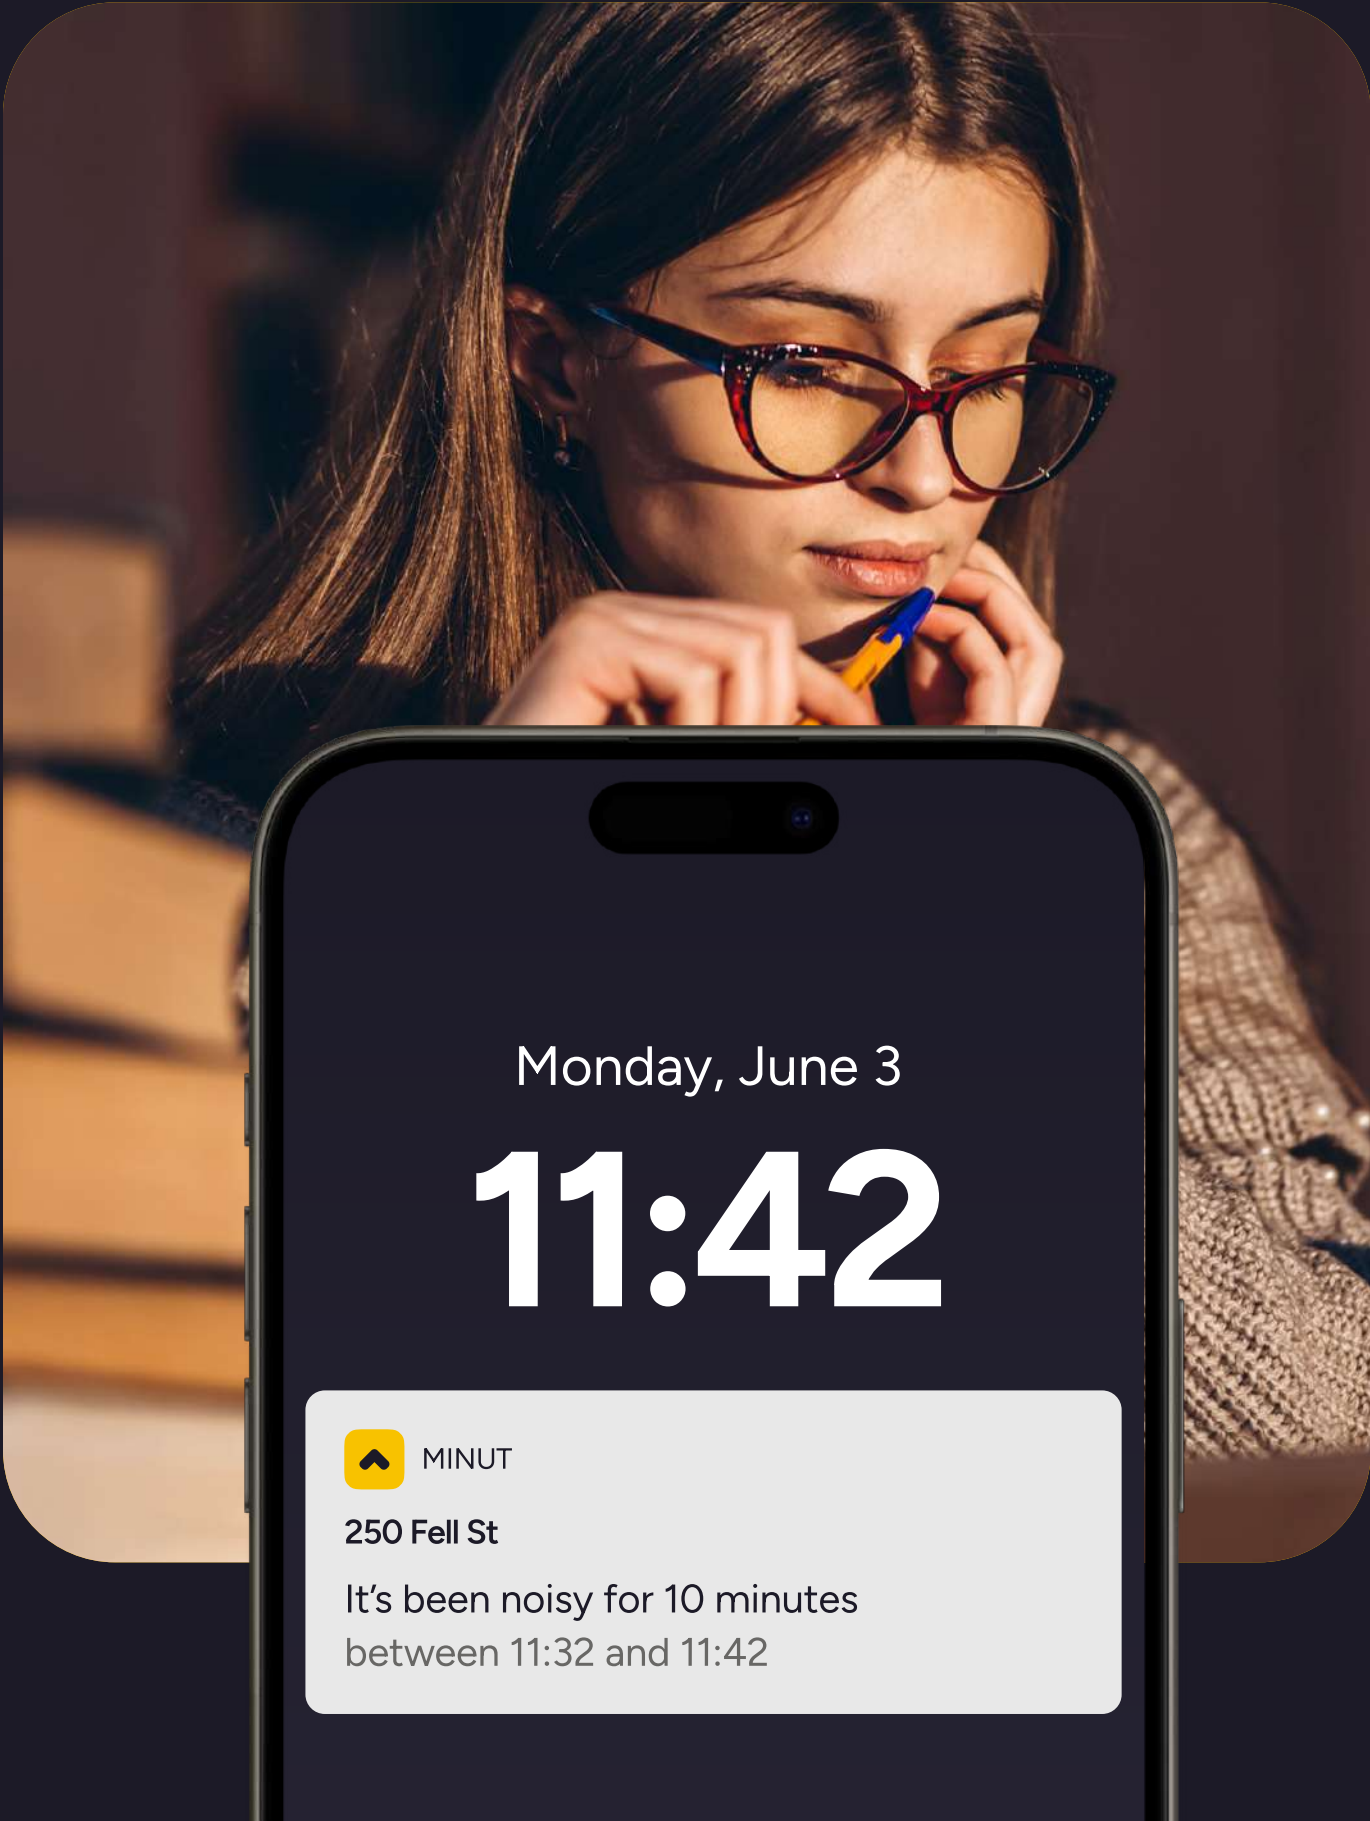 Monday, June 3
11:42
MINUT
250 Fell St
It’s been noisy for 10 minutes
between 11:32 and 11:42